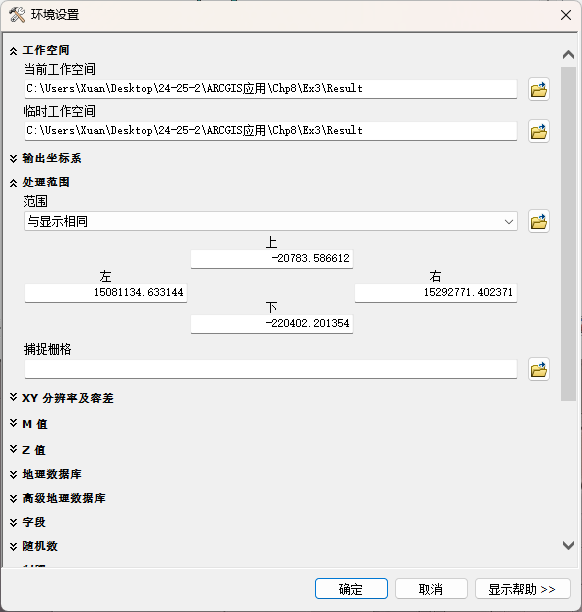 环境设置
工作空间
当前工作空间
C:\Users\Xuan\Desktop\24-25-2\ARCGIS应用\Chp8\Ex3\Result
临时工作空间
C:\Users\Xuan\Desktop\24-25-2\ARCGIS应用\Chp8\Ex3\Result
输出坐标系
处理范围
范围
与显示相同
上
-20783.586612
左
右
15081134.633144
15292771.402371
下
-220402.201354
捕捉栅格
XY 分辨率及容差
M 值
Z 值
地理数据库
高级地理数据库
字段
随机数
确定
取消
显示帮助 >>